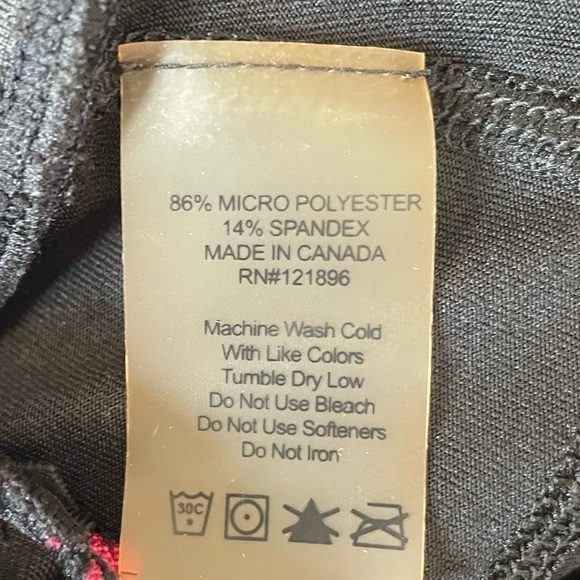 86% MICRO POLYESTER
14% SPANDEX
MADE IN CANADA
RN#121896
Machine Wash Cold
With Like Colors
Tumble Dry Low
Do Not Use Bleach
Do Not Use Softeners
Do Not Iron
30C